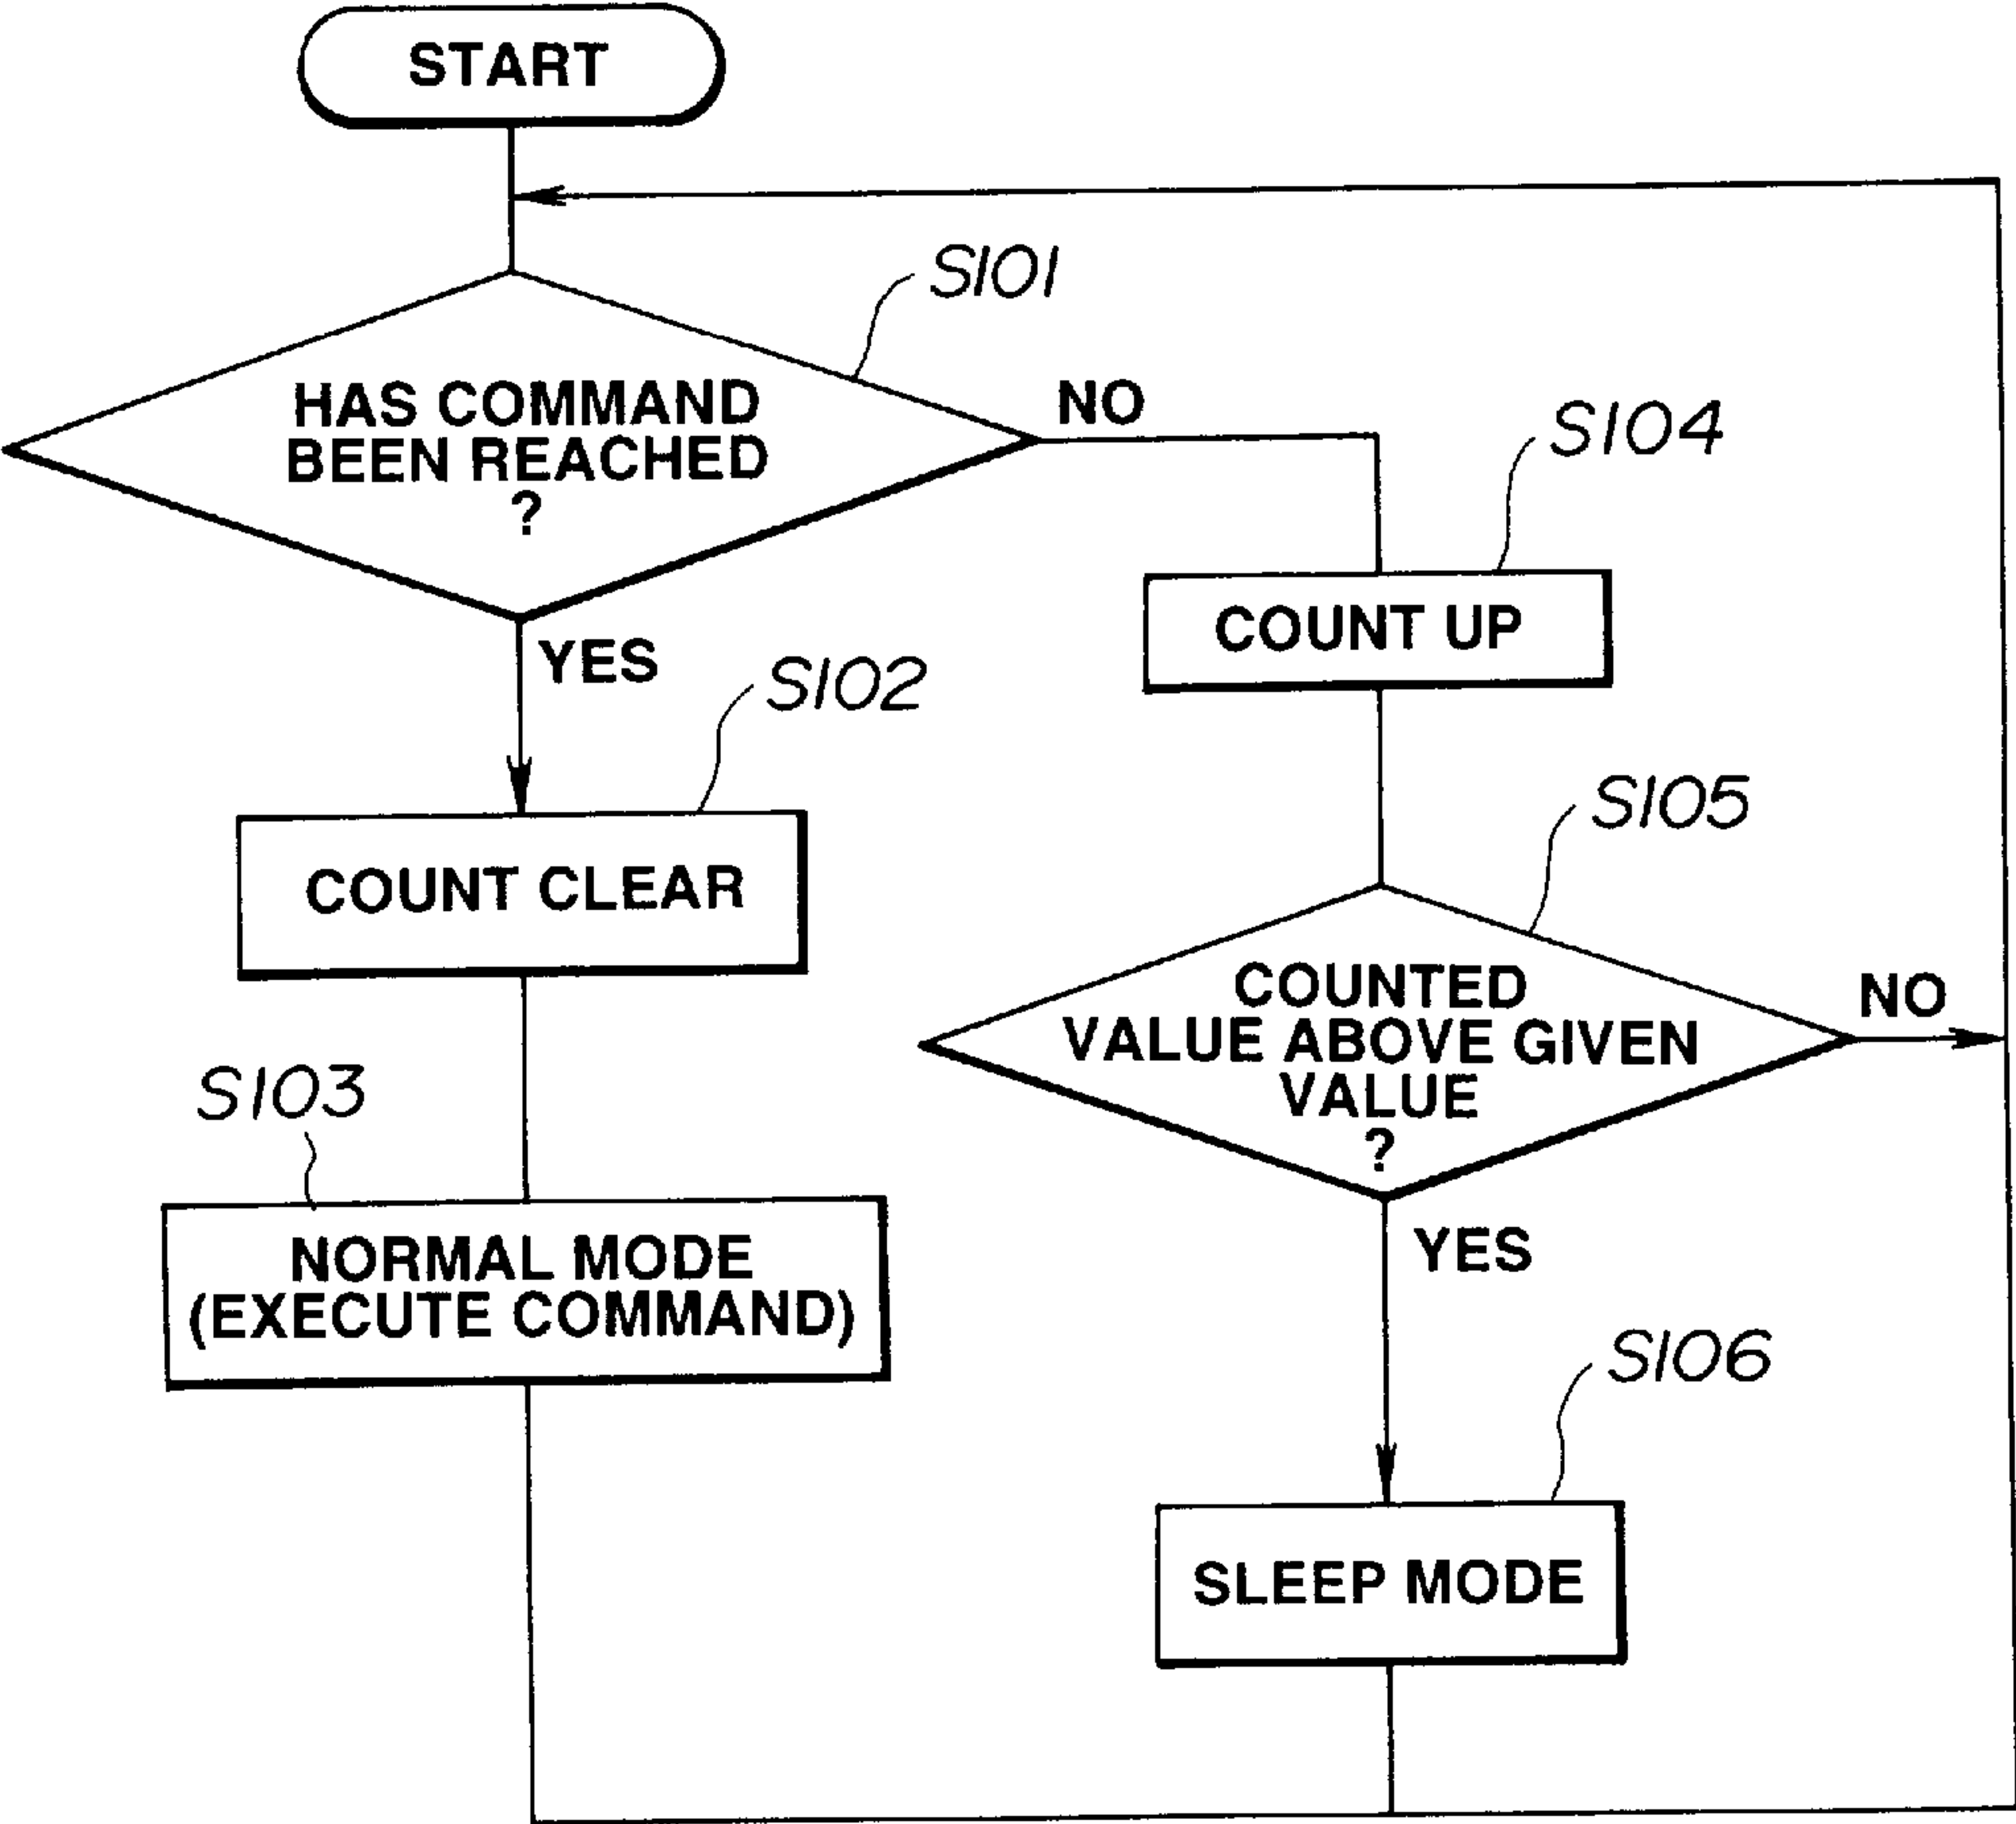 START
S101
HAS COMMAND
BEEN REACHED
?
NO
S104
COUNT UP
YES
S102
COUNT CLEAR
S105
COUNTED
VALUE ABOVE GIVEN
VALUE
?
NO
S103
NORMAL MODE
(EXECUTE COMMAND)
YES
S106
SLEEP MODE